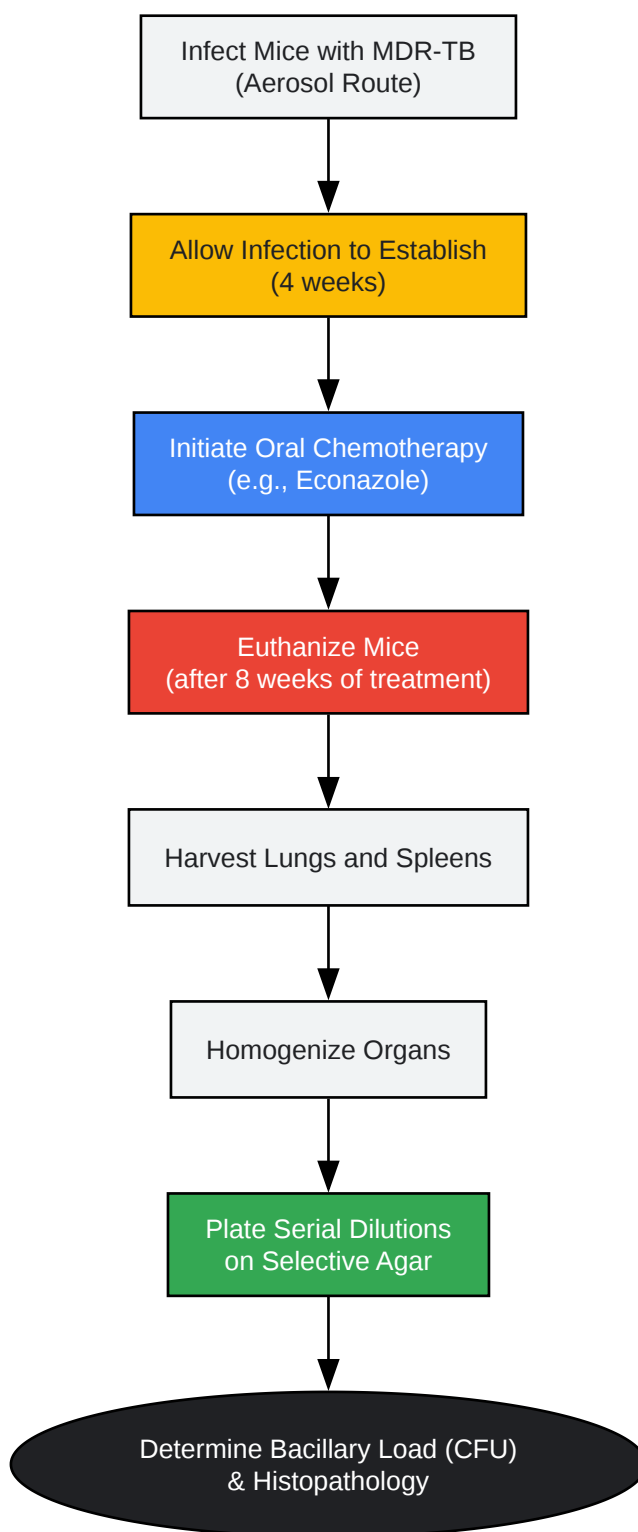 Infect Mice with MDR-TB
(Aerosol Route)
Allow Infection to Establish
(4 weeks)
Initiate Oral Chemotherapy
(e.g., Econazole)
Euthanize Mice
(after 8 weeks of treatment)
Harvest Lungs and Spleens
Homogenize Organs
Plate Serial Dilutions
on Selective Agar
Determine Bacillary Load (CFU)
& Histopathology